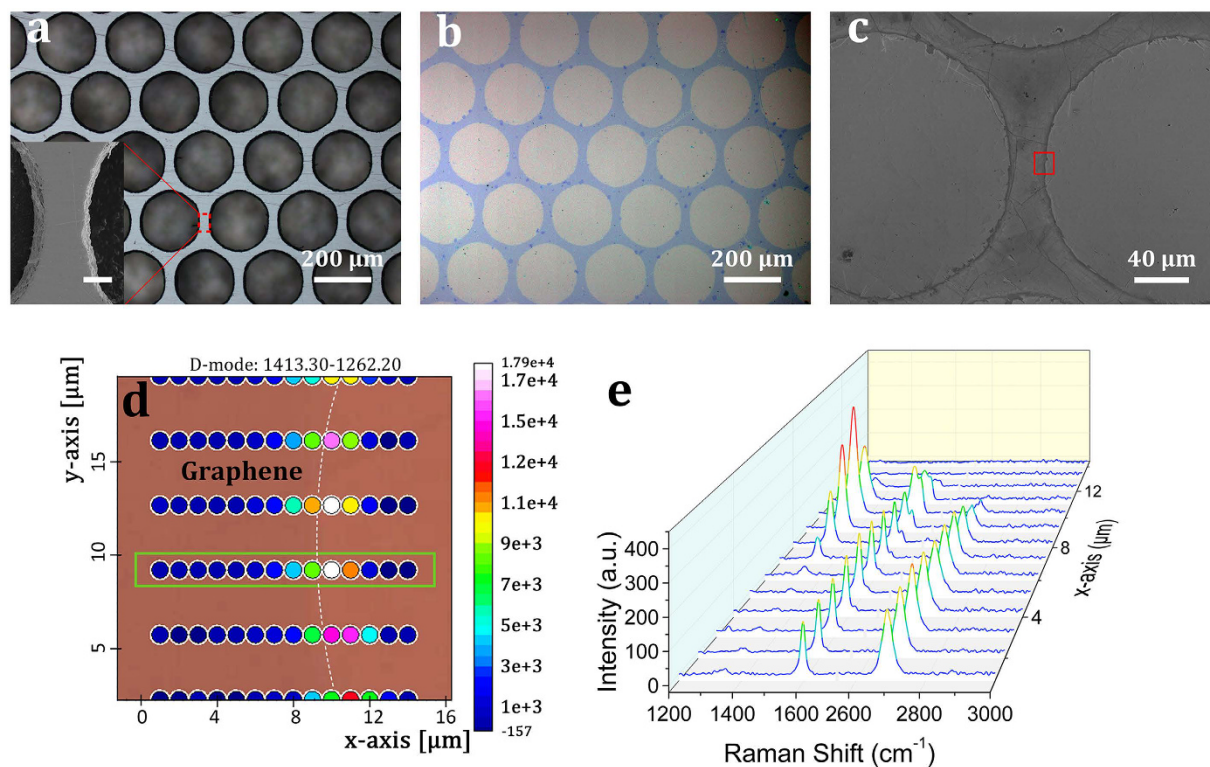 a
200 μm
b
200 μm
c
40 μm
d
D-mode: 1413.30-1262.20
y-axis [μm]
15
10
5
Graphene
0
4
8
12
16
x-axis [μm]
1.79e+4
1.7e+4
1.4e+4
1.2e+4
1.1e+4
9e+3
7e+3
5e+3
3e+3
1e+3
-157
e
Intensity (a.u.)
400
300
200
100
0
1200
1400
1600
2600
2800
3000
Raman Shift (cm⁻¹)
4
8
12
x-axis (μm)